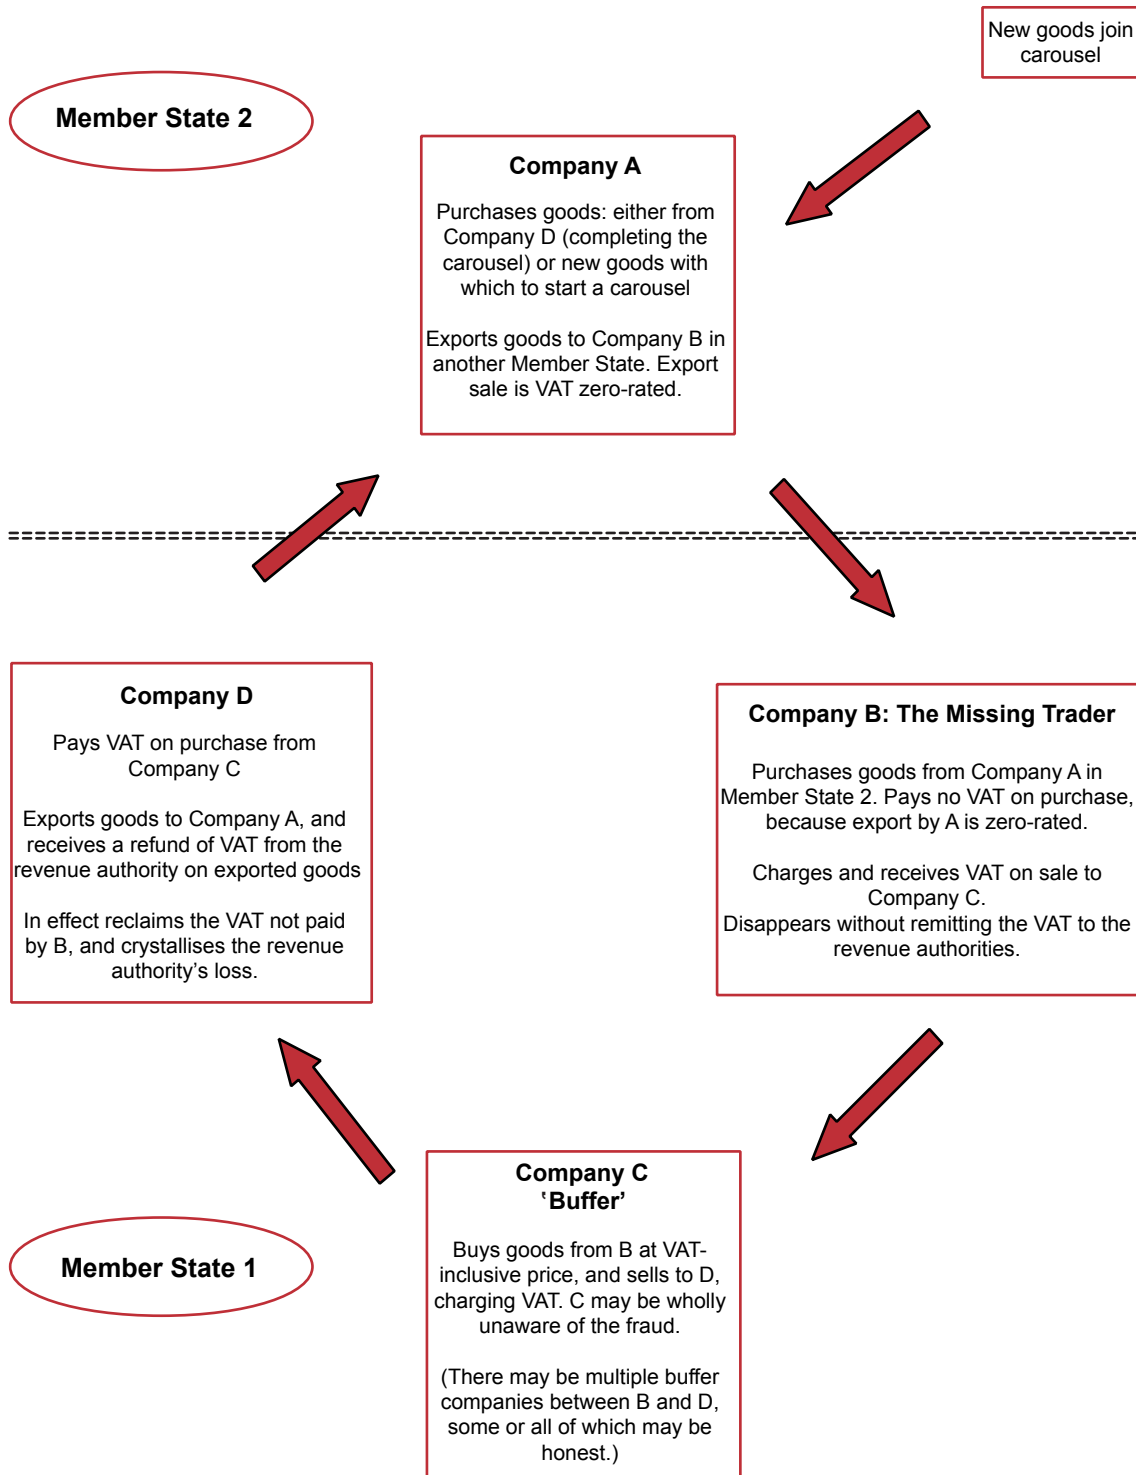 New goods join
carousel
Member State 2
Company A
Purchases goods: either from
Company D (completing the
carousel) or new goods with
which to start a carousel
Exports goods to Company B in
another Member State. Export
sale is VAT zero-rated.
Company D
Pays VAT on purchase from
Company C
Exports goods to Company A, and
receives a refund of VAT from the
revenue authority on exported goods
In effect reclaims the VAT not paid
by B, and crystallises the revenue
authority’s loss.
Company B: The Missing Trader
Purchases goods from Company A in
Member State 2. Pays no VAT on purchase,
because export by A is zero-rated.
Charges and receives VAT on sale to
Company C.
Disappears without remitting the VAT to the
revenue authorities.
Company C
‛Buffer’
Buys goods from B at VAT-
inclusive price, and sells to D,
charging VAT. C may be wholly
unaware of the fraud.
(There may be multiple buffer
companies between B and D,
some or all of which may be
honest.)
Member State 1